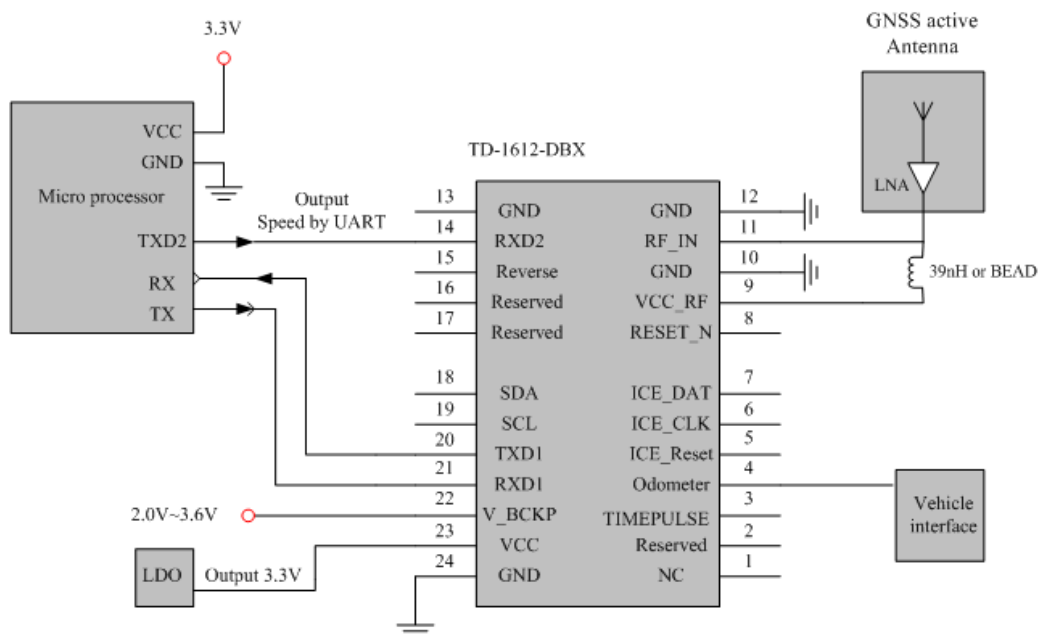 GNSS active
Antenna
3.3V
VCC
GND
Micro processor
TXD2
RX
TX
Output
Speed by UART
LNA
39nH or BEAD
TD-1612-DBX
13 GND GND 12
14 RXD2 RF_IN 11
15 Reverse GND 10
16 Reserved VCC_RF 9
17 Reserved RESET_N 8
18 SDA ICE_DAT 7
19 SCL ICE_CLK 6
20 TXD1 ICE_Reset 5
21 RXD1 Odometer 4
22 V_BCKP TIMEPULSE 3
23 VCC Reserved 2
24 GND NC 1
2.0V~3.6V
LDO
Output 3.3V
Vehicle
interface